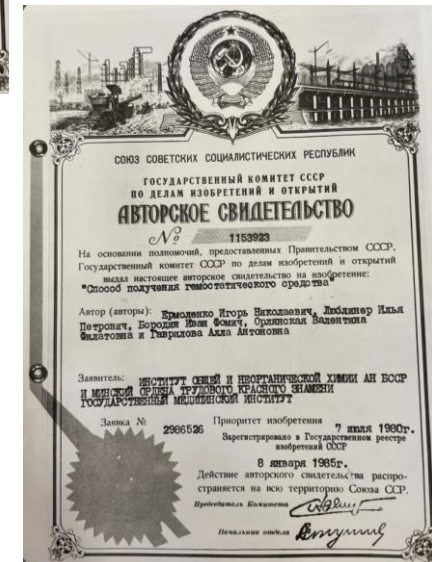 СОЮЗ СОВЕТСКИХ СОЦИАЛИСТИЧЕСКИХ РЕСПУБЛИК
ГОСУДАРСТВЕННЫЙ КОМИТЕТ СССР
ПО ДЕЛАМ ИЗОБРЕТЕНИЙ И ОТКРЫТИЙ
АВТОРСКОЕ СВИДЕТЕЛЬСТВО
№ 1153923
На основании полномочий, предоставленных Правительством СССР,
Государственный комитет СССР по делам изобретений и открытий
выдал настоящее авторское свидетельство на изобретение:
"Способ получения гемостатического средства"
Автор (авторы): Ермоленко Игорь Николаевич, Люблинер Илья
Петрович, Бородин Иван Фомич, Орлянская Валентина
Филатовна и Гаврилова Алла Антоновна
Заявитель: ИНСТИТУТ ОБЩЕЙ И НЕОРГАНИЧЕСКОЙ ХИМИИ АН БССР
И МИНСКИЙ ОРДЕНА ТРУДОВОГО КРАСНОГО ЗНАМЕНИ
ГОСУДАРСТВЕННЫЙ МЕДИЦИНСКИЙ ИНСТИТУТ
Заявка № 2986526 Приоритет изобретения 7 июля 1980г.
Зарегистрировано в Государственном реестре
изобретений СССР
8 января 1985г.
Действие авторского свидетельства распро-
страняется на всю территорию Союза ССР.
Председатель Комитета
Начальник отдела